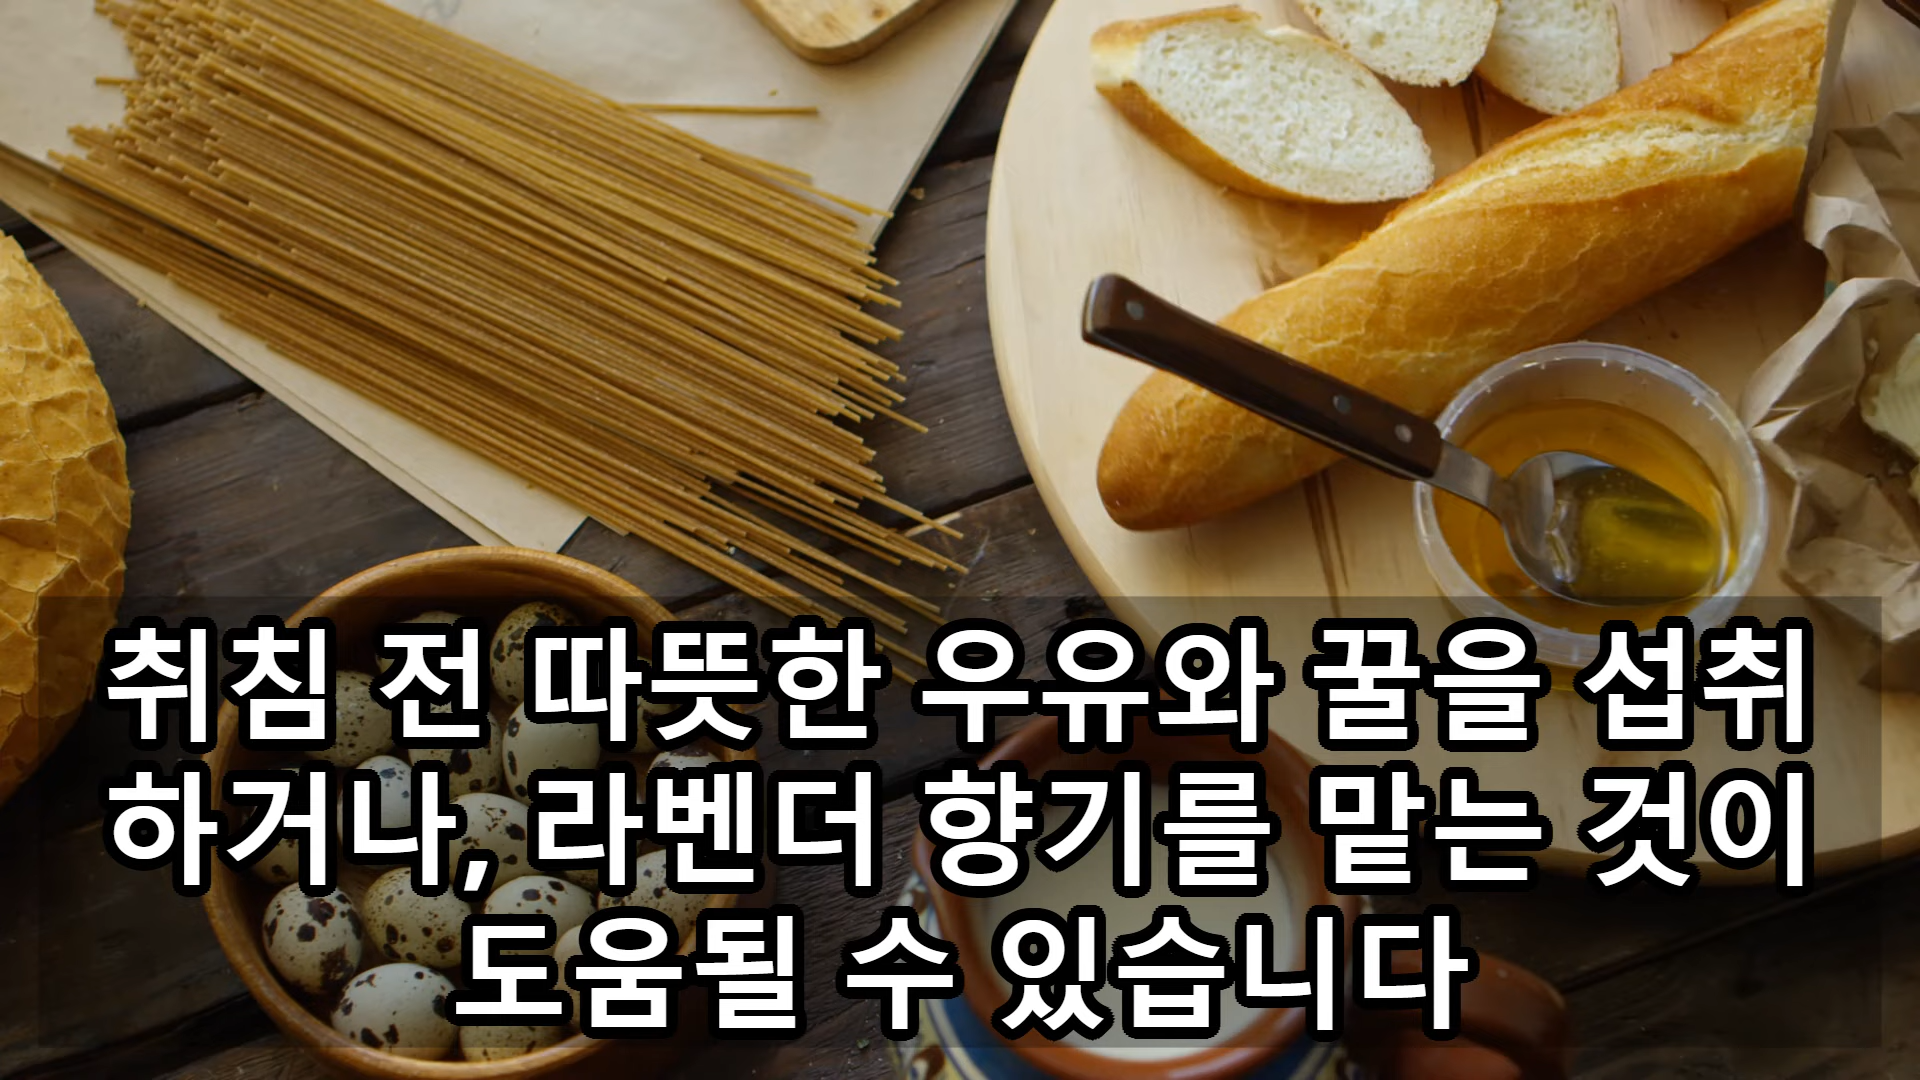 취침 전 따뜻한 우유와 꿀을 섭취
하거나, 라벤더 향기를 맡는 것이
도움될 수 있습니다